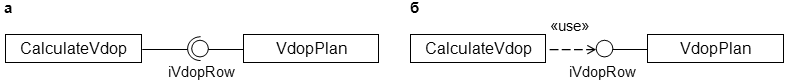 а
CalculateVdop
VdopPlan
iVdopRow
б
«use»
CalculateVdop
VdopPlan
iVdopRow